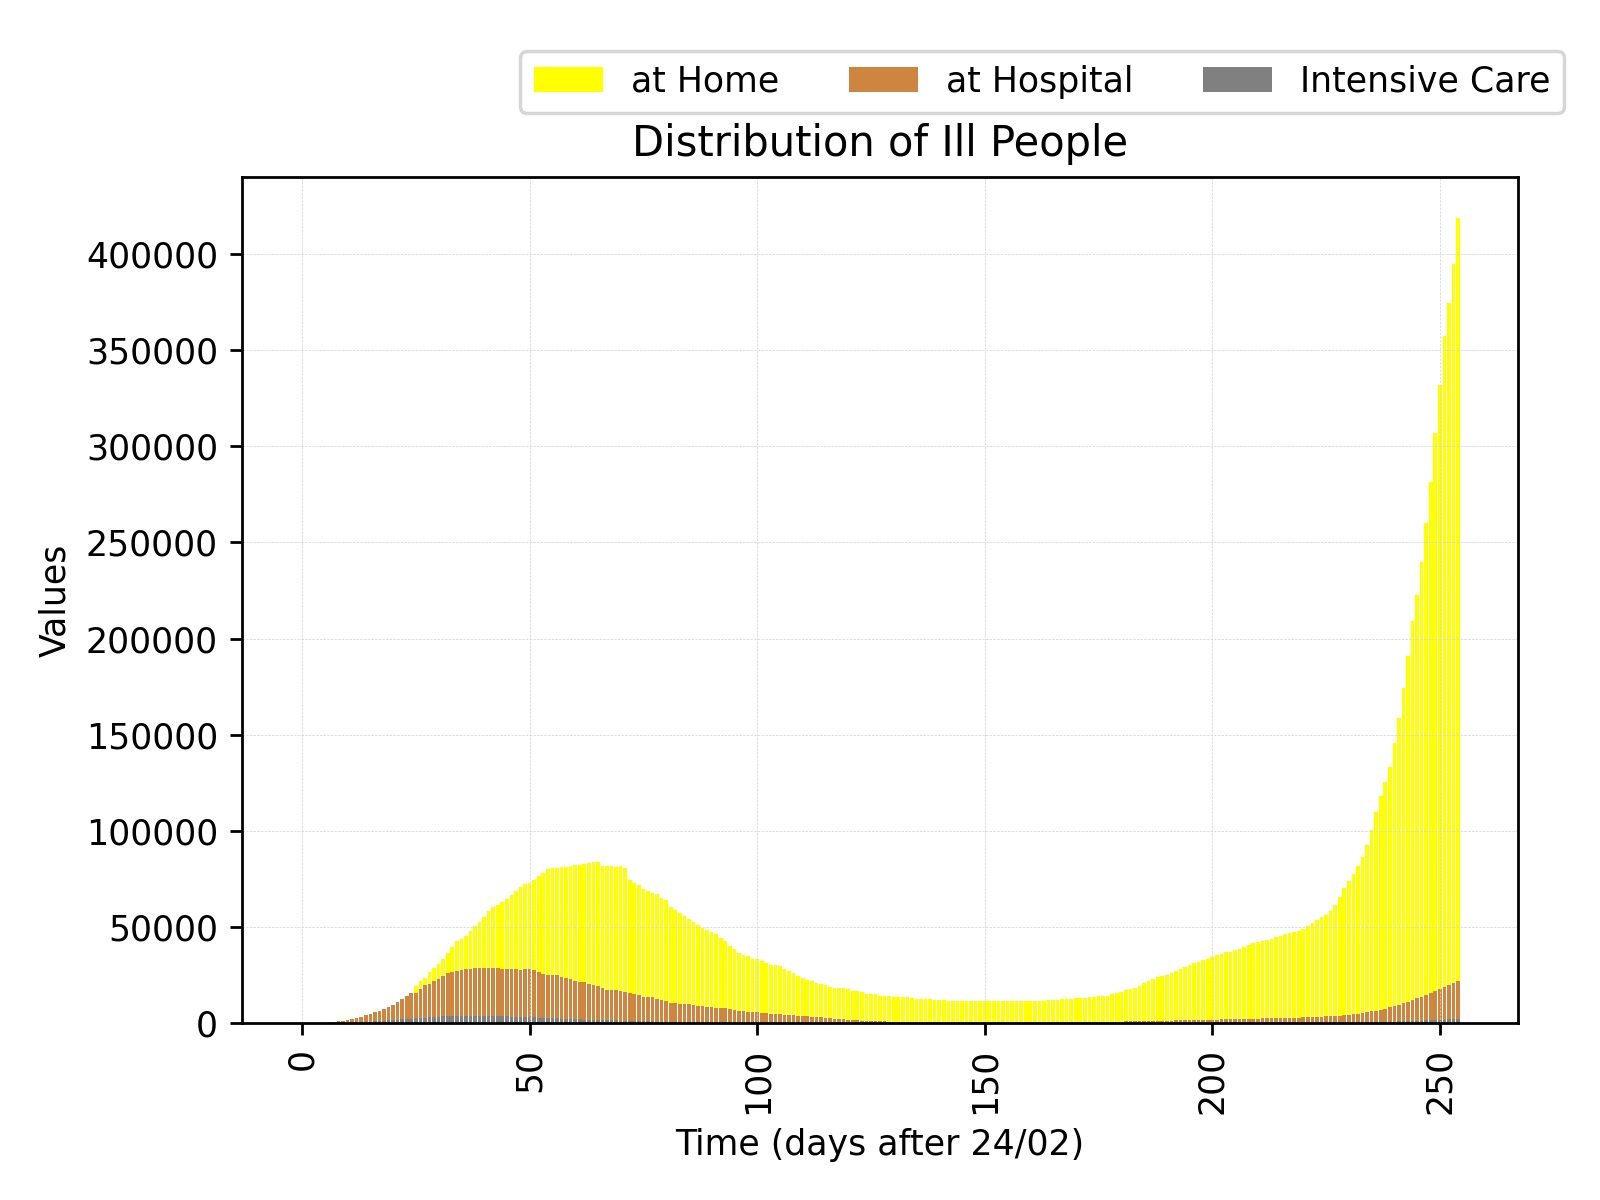 at Home
at Hospital
Intensive Care
Distribution of Ill People
400000
350000
300000
250000
200000
150000
100000
50000
0
Values
0
50
100
150
200
250
Time (days after 24/02)